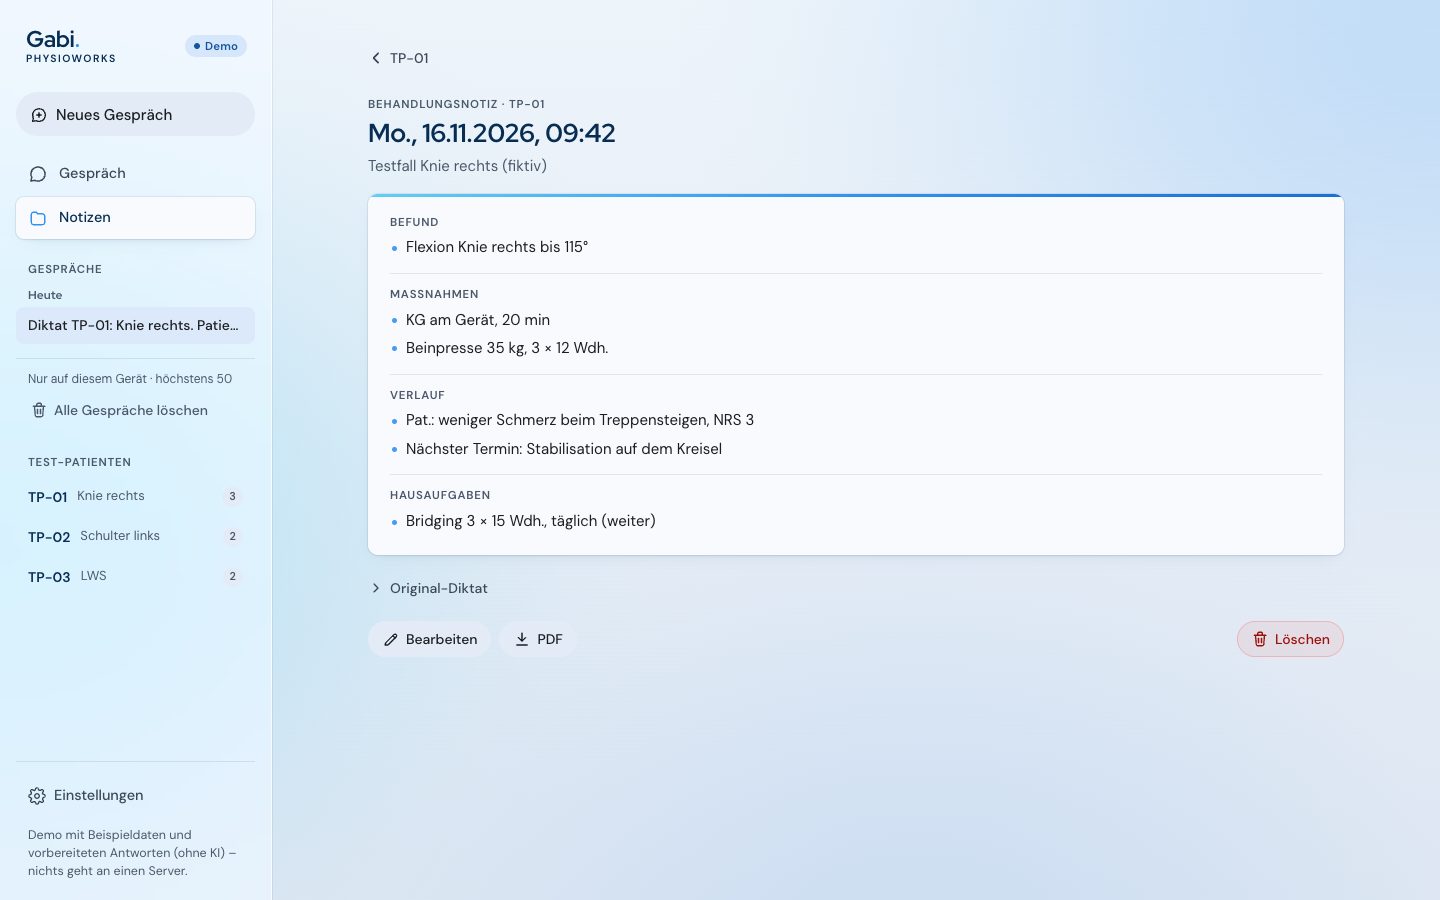 Gabi.
PHYSIOWORKS
Demo
Neues Gespräch
Gespräch
Notizen
GESPRÄCHE
Heute
Diktat TP-01: Knie rechts. Patie…
Nur auf diesem Gerät · höchstens 50
Alle Gespräche löschen
TEST-PATIENTEN
TP-01 Knie rechts 3
TP-02 Schulter links 2
TP-03 LWS 2
Einstellungen
Demo mit Beispieldaten und
vorbereiteten Antworten (ohne KI) –
nichts geht an einen Server.
TP-01
BEHANDLUNGSNOTIZ · TP-01
Mo., 16.11.2026, 09:42
Testfall Knie rechts (fiktiv)
BEFUND
Flexion Knie rechts bis 115°
MASSNAHMEN
KG am Gerät, 20 min
Beinpresse 35 kg, 3 × 12 Wdh.
VERLAUF
Pat.: weniger Schmerz beim Treppensteigen, NRS 3
Nächster Termin: Stabilisation auf dem Kreisel
HAUSAUFGABEN
Bridging 3 × 15 Wdh., täglich (weiter)
Original-Diktat
Bearbeiten
PDF
Löschen